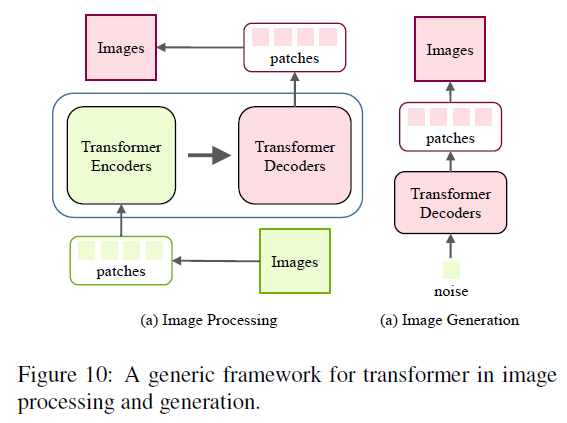 Images
patches
Transformer
Encoders
Transformer
Decoders
patches
Images
(a) Image Processing
Images
patches
Transformer
Decoders
noise
(a) Image Generation
Figure 10: A generic framework for transformer in image
processing and generation.